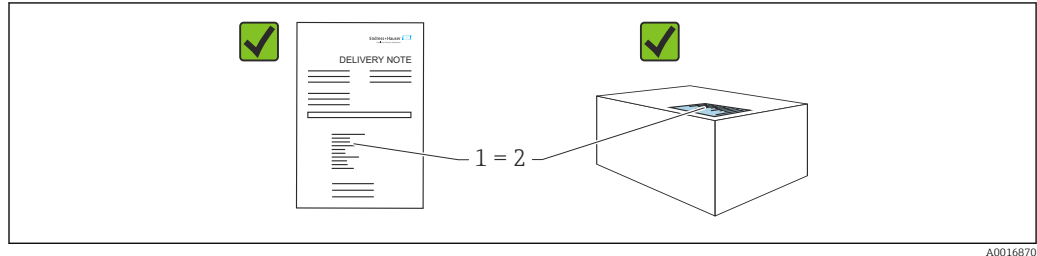 Endress+Hauser
DELIVERY NOTE
1 = 2
A0016870